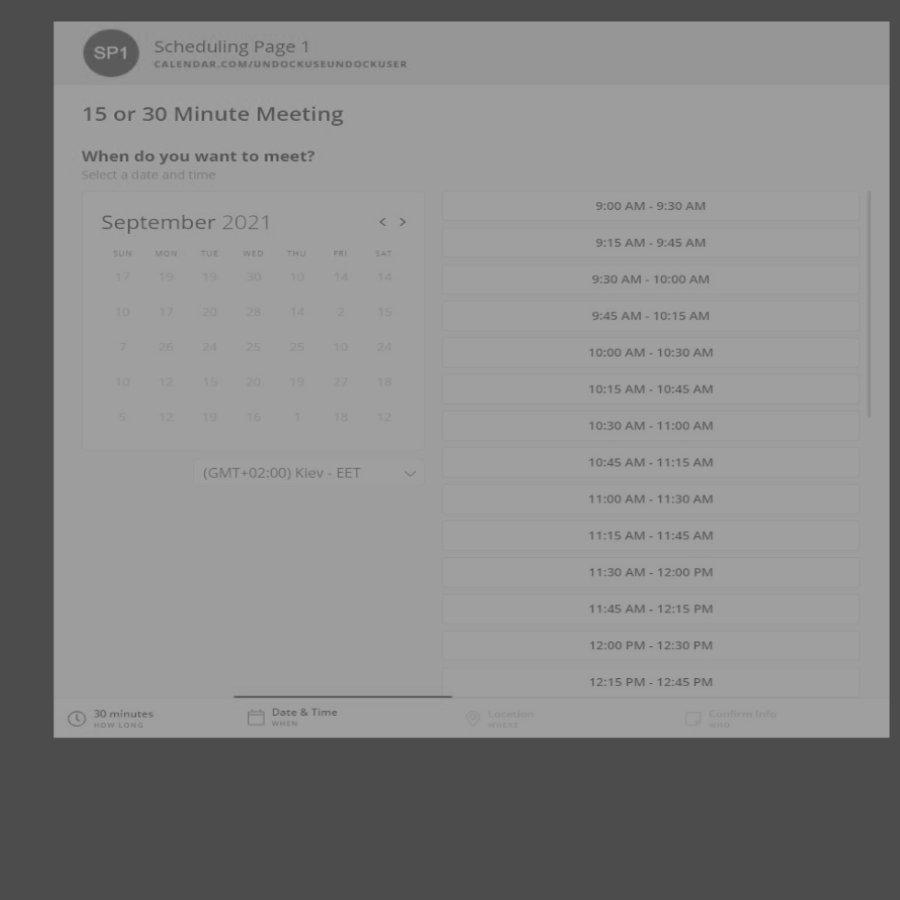 SP1
Scheduling Page 1
CALENDAR.COM/UNDOCKUSEUNDOCKUSER
15 or 30 Minute Meeting
When do you want to meet?
Select a date and time
September 2021 < >
SUN MON TUE WED THU FRI SAT
17 19 19 30 10 14 14
10 17 20 28 14 2 15
7 26 24 25 25 10 24
10 12 15 20 19 27 18
5 12 19 16 1 18 12
(GMT+02:00) Kiev - EET
9:00 AM - 9:30 AM
9:15 AM - 9:45 AM
9:30 AM - 10:00 AM
9:45 AM - 10:15 AM
10:00 AM - 10:30 AM
10:15 AM - 10:45 AM
10:30 AM - 11:00 AM
10:45 AM - 11:15 AM
11:00 AM - 11:30 AM
11:15 AM - 11:45 AM
11:30 AM - 12:00 PM
11:45 AM - 12:15 PM
12:00 PM - 12:30 PM
12:15 PM - 12:45 PM
30 minutes
HOW LONG
Date & Time
WHEN
Location
WHERE
Confirm Info
WHO